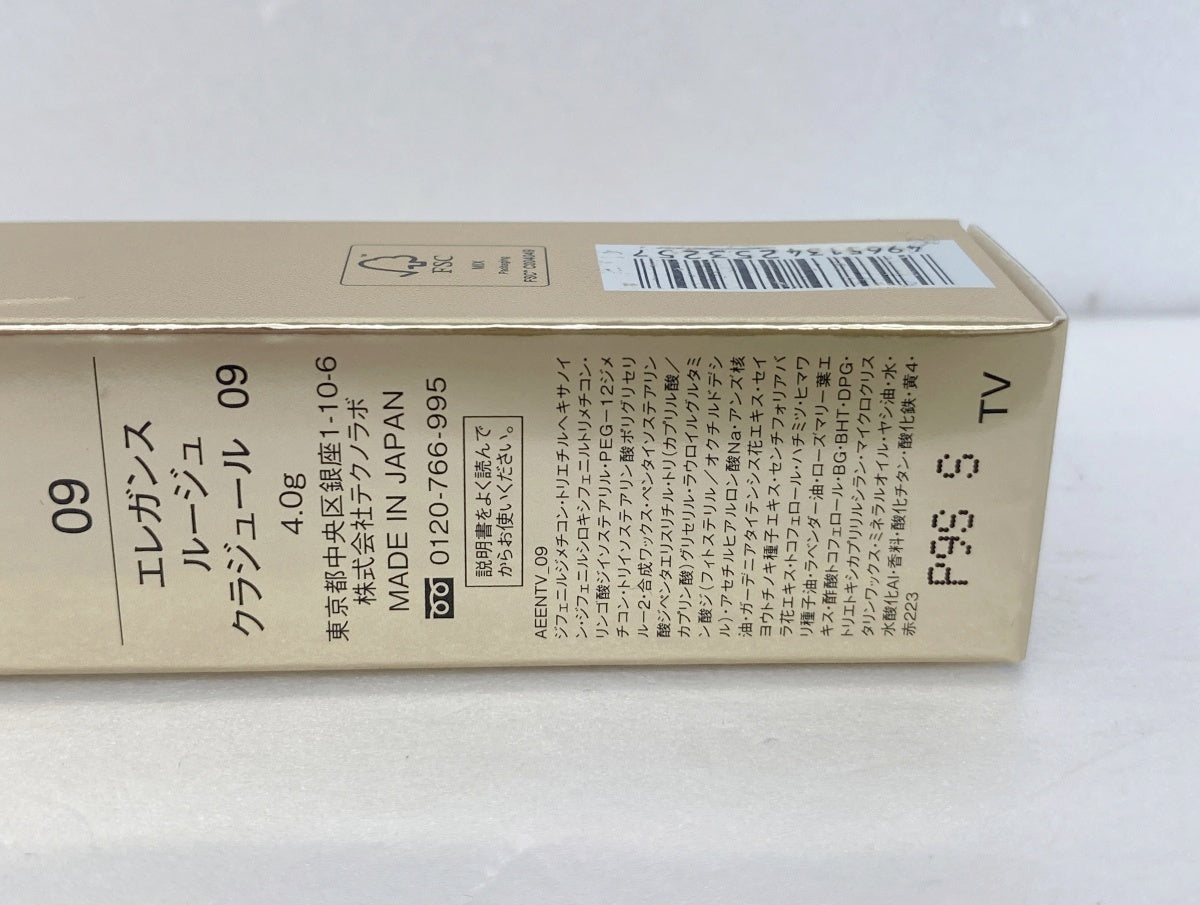 09
エレガンス
ルージュ
クラジュール 09
4.0g
東京都中央区銀座1-10-6
株式会社テクノラボ
MADE IN JAPAN
0120-766-995
説明書をよく読んで
からお使いください。
AEENTV_09
ジフェニルジメチコン・トリエチルヘキサノイ
ン・ジフェニルシロキシフェニルトリメチコン・
リンゴ酸ジイソステアリル・PEG-12ジメ
チコン・トリイソステアリン酸ポリグリセリ
ル-2・合成ワックス・ペンタイソステアリン
酸ジペンタエリスリチル・トリ(カプリル酸/
カプリン酸)グリセリル・ラウロイルグルタミ
ン酸ジ(フィトステリル/オクチルドデシ
ル)・アセチルヒアルロン酸Na・アンズ核
油・ガーデニアタイテンシス花エキス・セイ
ヨウトチノキ種子エキス・センチフォリアバ
ラ花エキス・トコフェロール・ハチミツ・ヒマワ
リ種子油・ラベンダー油・ローズマリー葉エ
キス・酢酸トコフェロール・BG・BHT・DPG・
トリエトキシカプリリルシラン・マイクロクリス
タリンワックス・ミネラルオイル・ヤシ油・水・
水酸化Al・香料・酸化チタン・酸化鉄・黄4・
赤223
P98 S
TV
FSC
MIX
Packaging
FSC® C004049